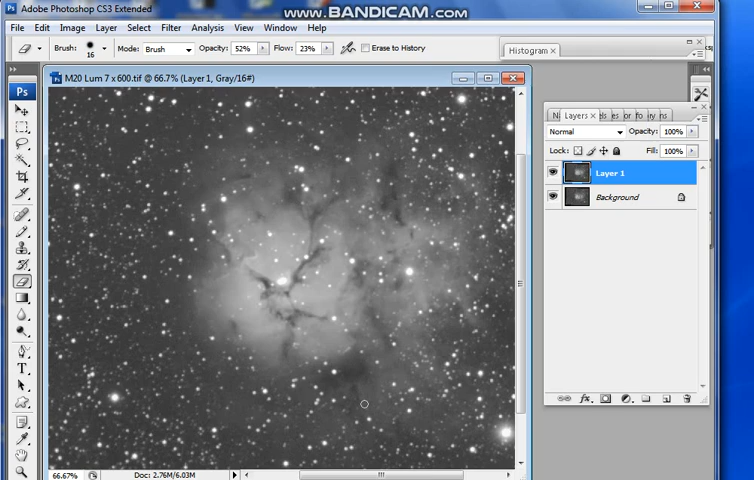 Adobe Photoshop CS3 Extended
www.BANDICAM.com
File Edit Image Layer Select Filter Analysis View Window Help
Brush: 16 Mode: Brush Opacity: 52% Flow: 23% Erase to History
Histogram ×
Ps
M20 Lum 7 x 600.tif @ 66.7% (Layer 1, Gray/16#)
Layers ×
Normal Opacity: 100%
Lock: Fill: 100%
Layer 1
Background
T
fx
66.67% Doc: 2.76M/6.03M